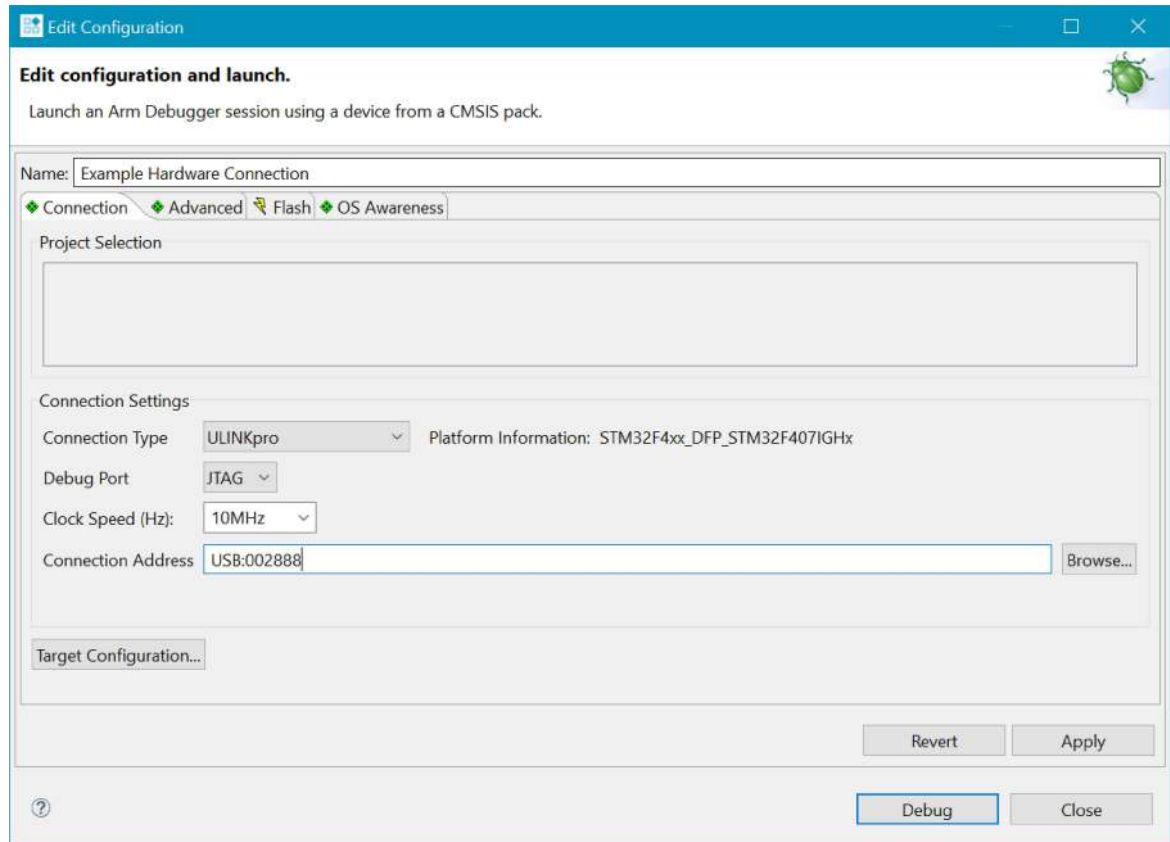 Edit Configuration
Edit configuration and launch.
Launch an Arm Debugger session using a device from a CMSIS pack.
Name: Example Hardware Connection
Connection Advanced Flash OS Awareness
Project Selection
Connection Settings
Connection Type ULINKpro Platform Information: STM32F4xx_DFP_STM32F407IGHx
Debug Port JTAG
Clock Speed (Hz): 10MHz
Connection Address USB:002888 Browse...
Target Configuration...
Revert Apply
? Debug Close